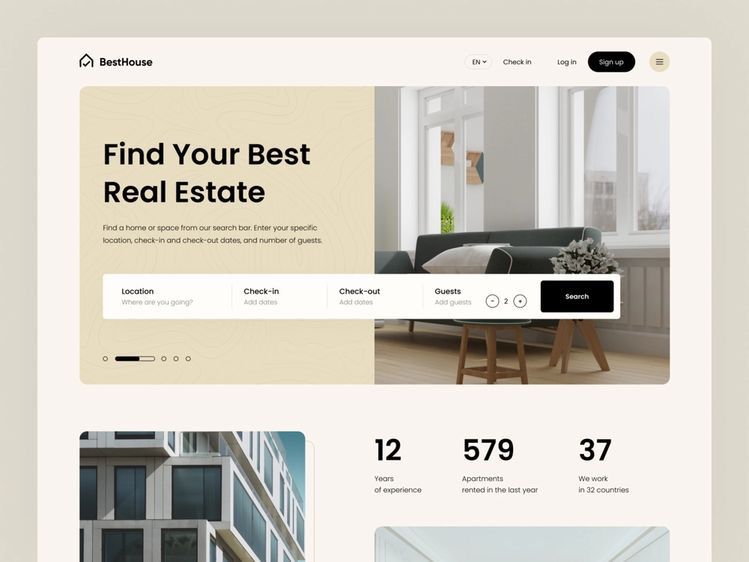 BestHouse
EN
Check in
Log in
Sign up
Find Your Best
Real Estate
Find a home or space from our search bar. Enter your specific
location, check-in and check-out dates, and number of guests.
Location
Where are you going?
Check-in
Add dates
Check-out
Add dates
Guests
Add guests
- 2 +
Search
12
Years
of experience
579
Apartments
rented in the last year
37
We work
in 32 countries